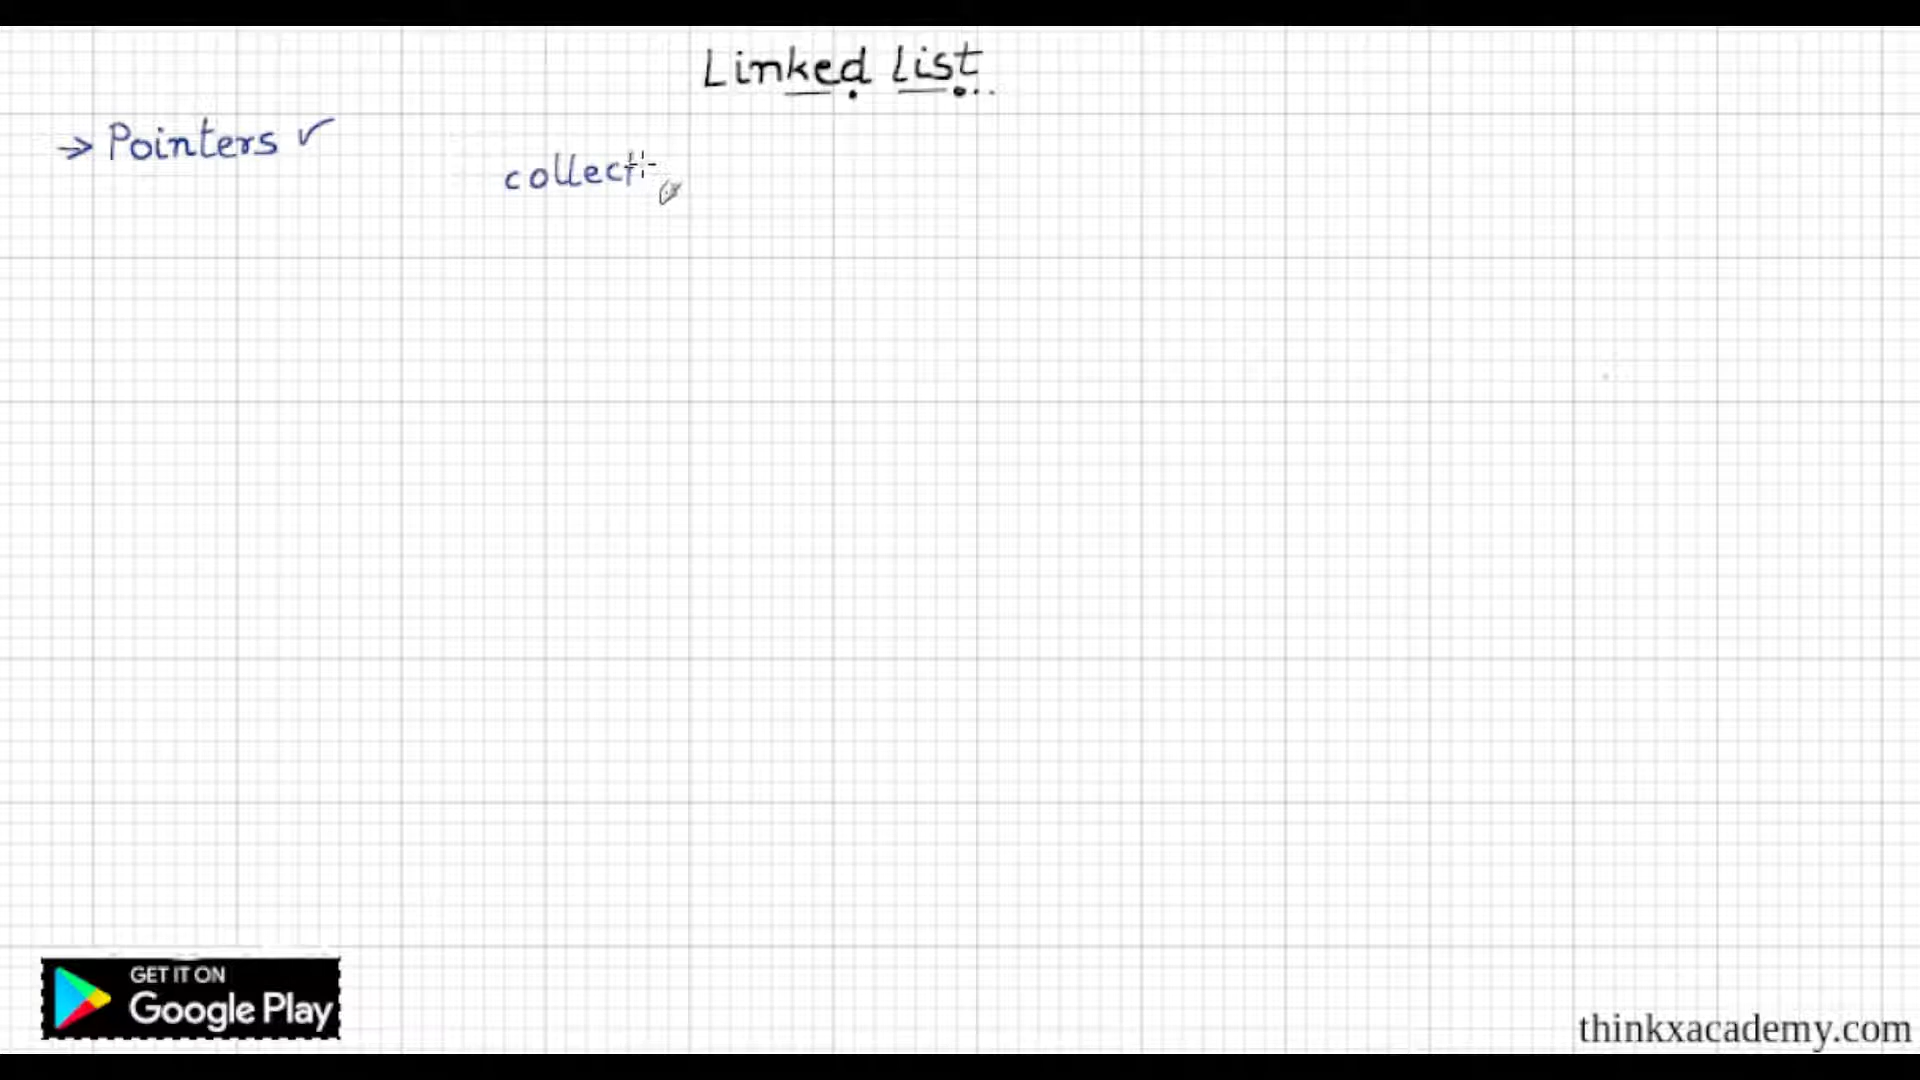 Linked List
→ Pointers ✓
collect
GET IT ON
Google Play
thinkxacademy.com